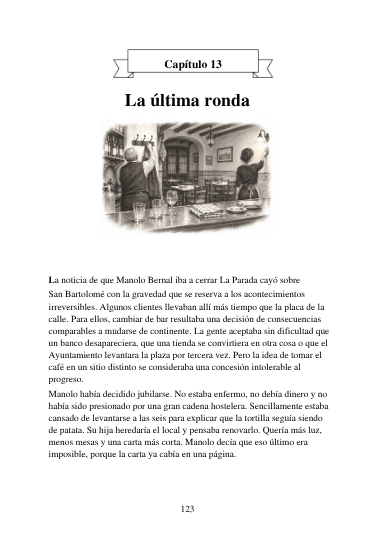 Capítulo 13
La última ronda
La noticia de que Manolo Bernal iba a cerrar La Parada cayó sobre
San Bartolomé con la gravedad que se reserva a los acontecimientos
irreversibles. Algunos clientes llevaban allí más tiempo que la placa de la
calle. Para ellos, cambiar de bar resultaba una decisión de consecuencias
comparables a mudarse de continente. La gente aceptaba sin dificultad que
un banco desapareciera, que una tienda se convirtiera en otra cosa o que el
Ayuntamiento levantara la plaza por tercera vez. Pero la idea de tomar el
café en un sitio distinto se consideraba una concesión intolerable al
progreso.
Manolo había decidido jubilarse. No estaba enfermo, no debía dinero y no
había sido presionado por una gran cadena hostelera. Sencillamente estaba
cansado de levantarse a las seis para explicar que la tortilla seguía siendo
de patata. Su hija heredaría el local y pensaba renovarlo. Quería más luz,
menos mesas y una carta más corta. Manolo decía que eso último era
imposible, porque la carta ya cabía en una página.
123